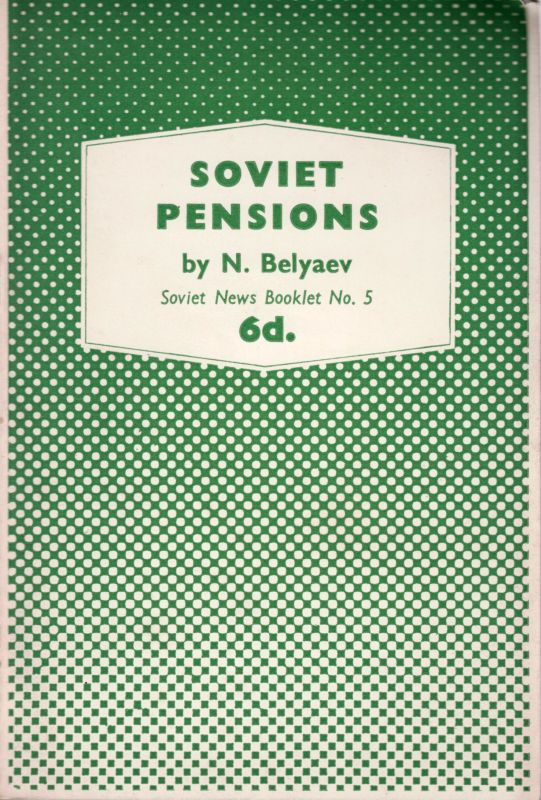 SOVIET
PENSIONS
by N. Belyaev
Soviet News Booklet No. 5
6d.